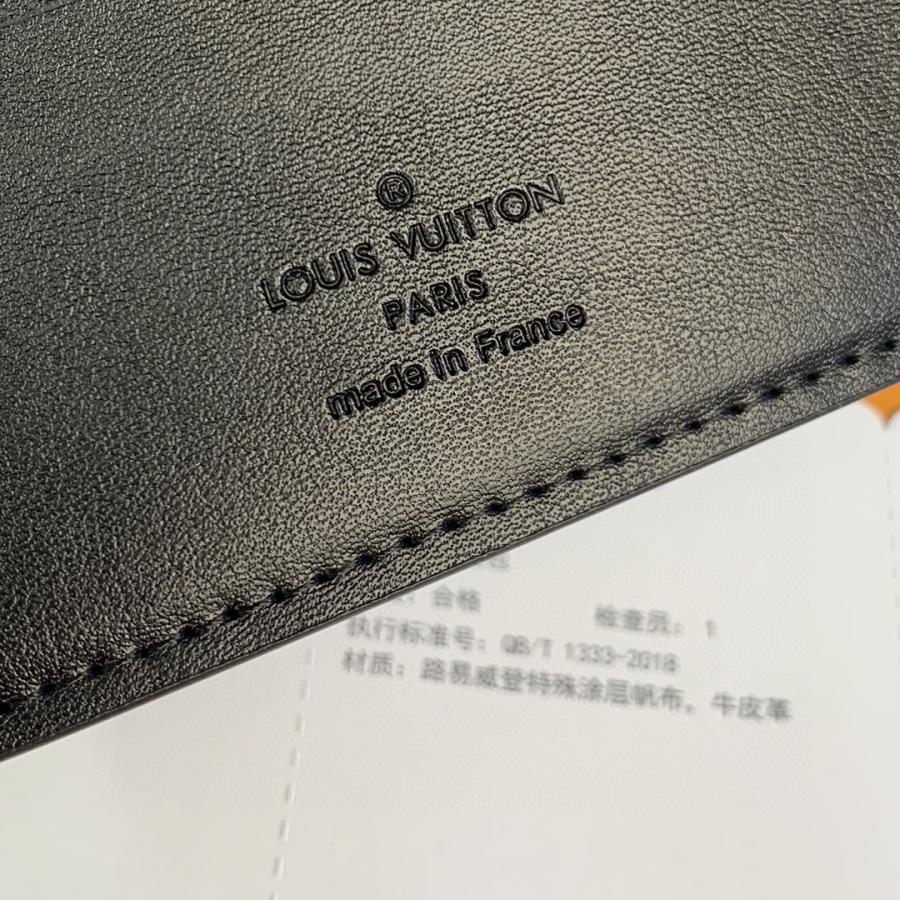 ®
LOUIS VUITTON
PARIS
made in France
合格 检查员: 1
执行标准号: QB/T 1333-2018
材质: 路易威登特殊涂层帆布, 牛皮革